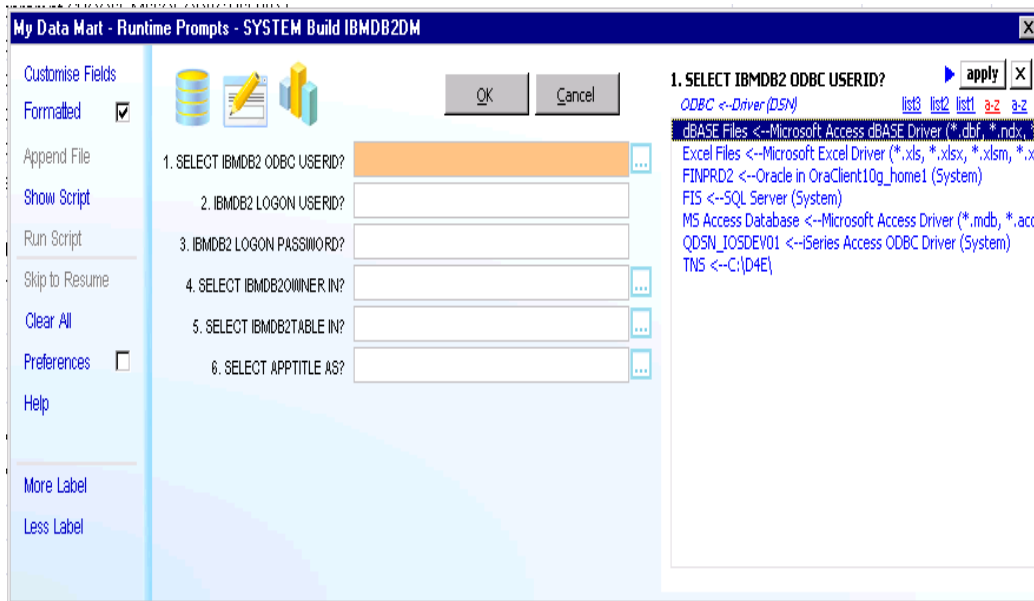 My Data Mart - Runtime Prompts - SYSTEM Build IBMDB2DM
X
Customise Fields
Formatted
Append File
Show Script
Run Script
Skip to Resume
Clear All
Preferences
Help
More Label
Less Label
OK
Cancel
1. SELECT IBMDB2 ODBC USERID?
...
2. IBMDB2 LOGON USERID?
3. IBMDB2 LOGON PASSWORD?
4. SELECT IBMDB2OWNER IN?
...
5. SELECT IBMDB2TABLE IN?
...
6. SELECT APPTITLE AS?
...
1. SELECT IBMDB2 ODBC USERID?
apply X
ODBC <--Driver (DSN) list3 list2 list1 a-z a-z
dBASE Files <--Microsoft Access dBASE Driver (*.dbf, *.ndx,
Excel Files <--Microsoft Excel Driver (*.xls, *.xlsx, *.xlsm, *.x
FINPRD2 <--Oracle in OraClient10g_home1 (System)
FIS <--SQL Server (System)
MS Access Database <--Microsoft Access Driver (*.mdb, *.acc
QDSN_IOSDEV01 <--iSeries Access ODBC Driver (System)
TNS <--C:\D4E\